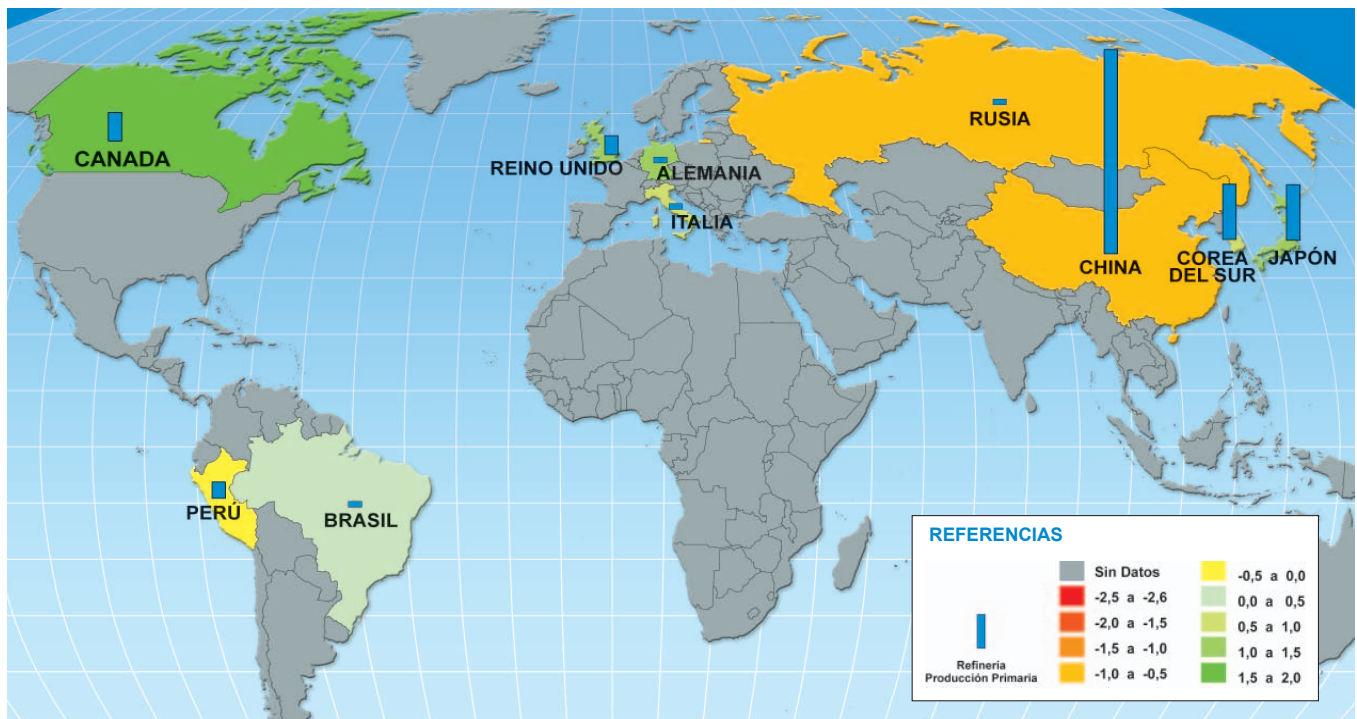 CANADA
REINO UNIDO
ALEMANIA
ITALIA
RUSIA
CHINA
COREA
DEL SUR
JAPÓN
PERÚ
BRASIL
REFERENCIAS
Refinería
Producción Primaria
Sin Datos
-2,5 a -2,6
-2,0 a -1,5
-1,5 a -1,0
-1,0 a -0,5
-0,5 a 0,0
0,0 a 0,5
0,5 a 1,0
1,0 a 1,5
1,5 a 2,0